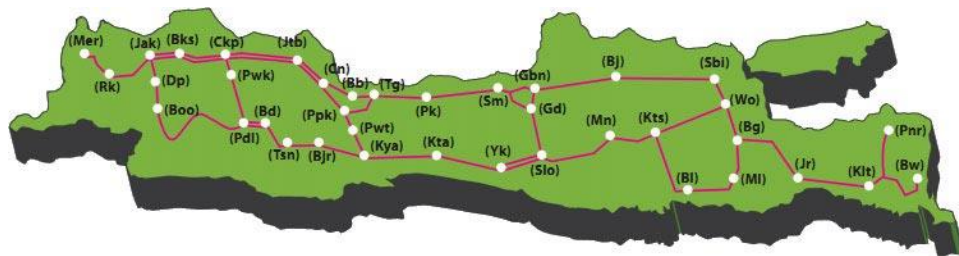 (Mer)
(Rk)
(Jak)
(Bks)
(Dp)
(Boo)
(Ckp)
(Pwk)
(Pdl)
(Bd)
(Tsn)
(Bjr)
(Jtb)
(Cn)
(Bb)
(Tg)
(Ppk)
(Pwt)
(Kya)
(Pk)
(Kta)
(Sm)
(Gbn)
(Gd)
(Yk)
(Slo)
(Bj)
(Mn)
(Kts)
(Sbi)
(Wo)
(Bg)
(Bl)
(Ml)
(Jr)
(Klt)
(Pnr)
(Bw)